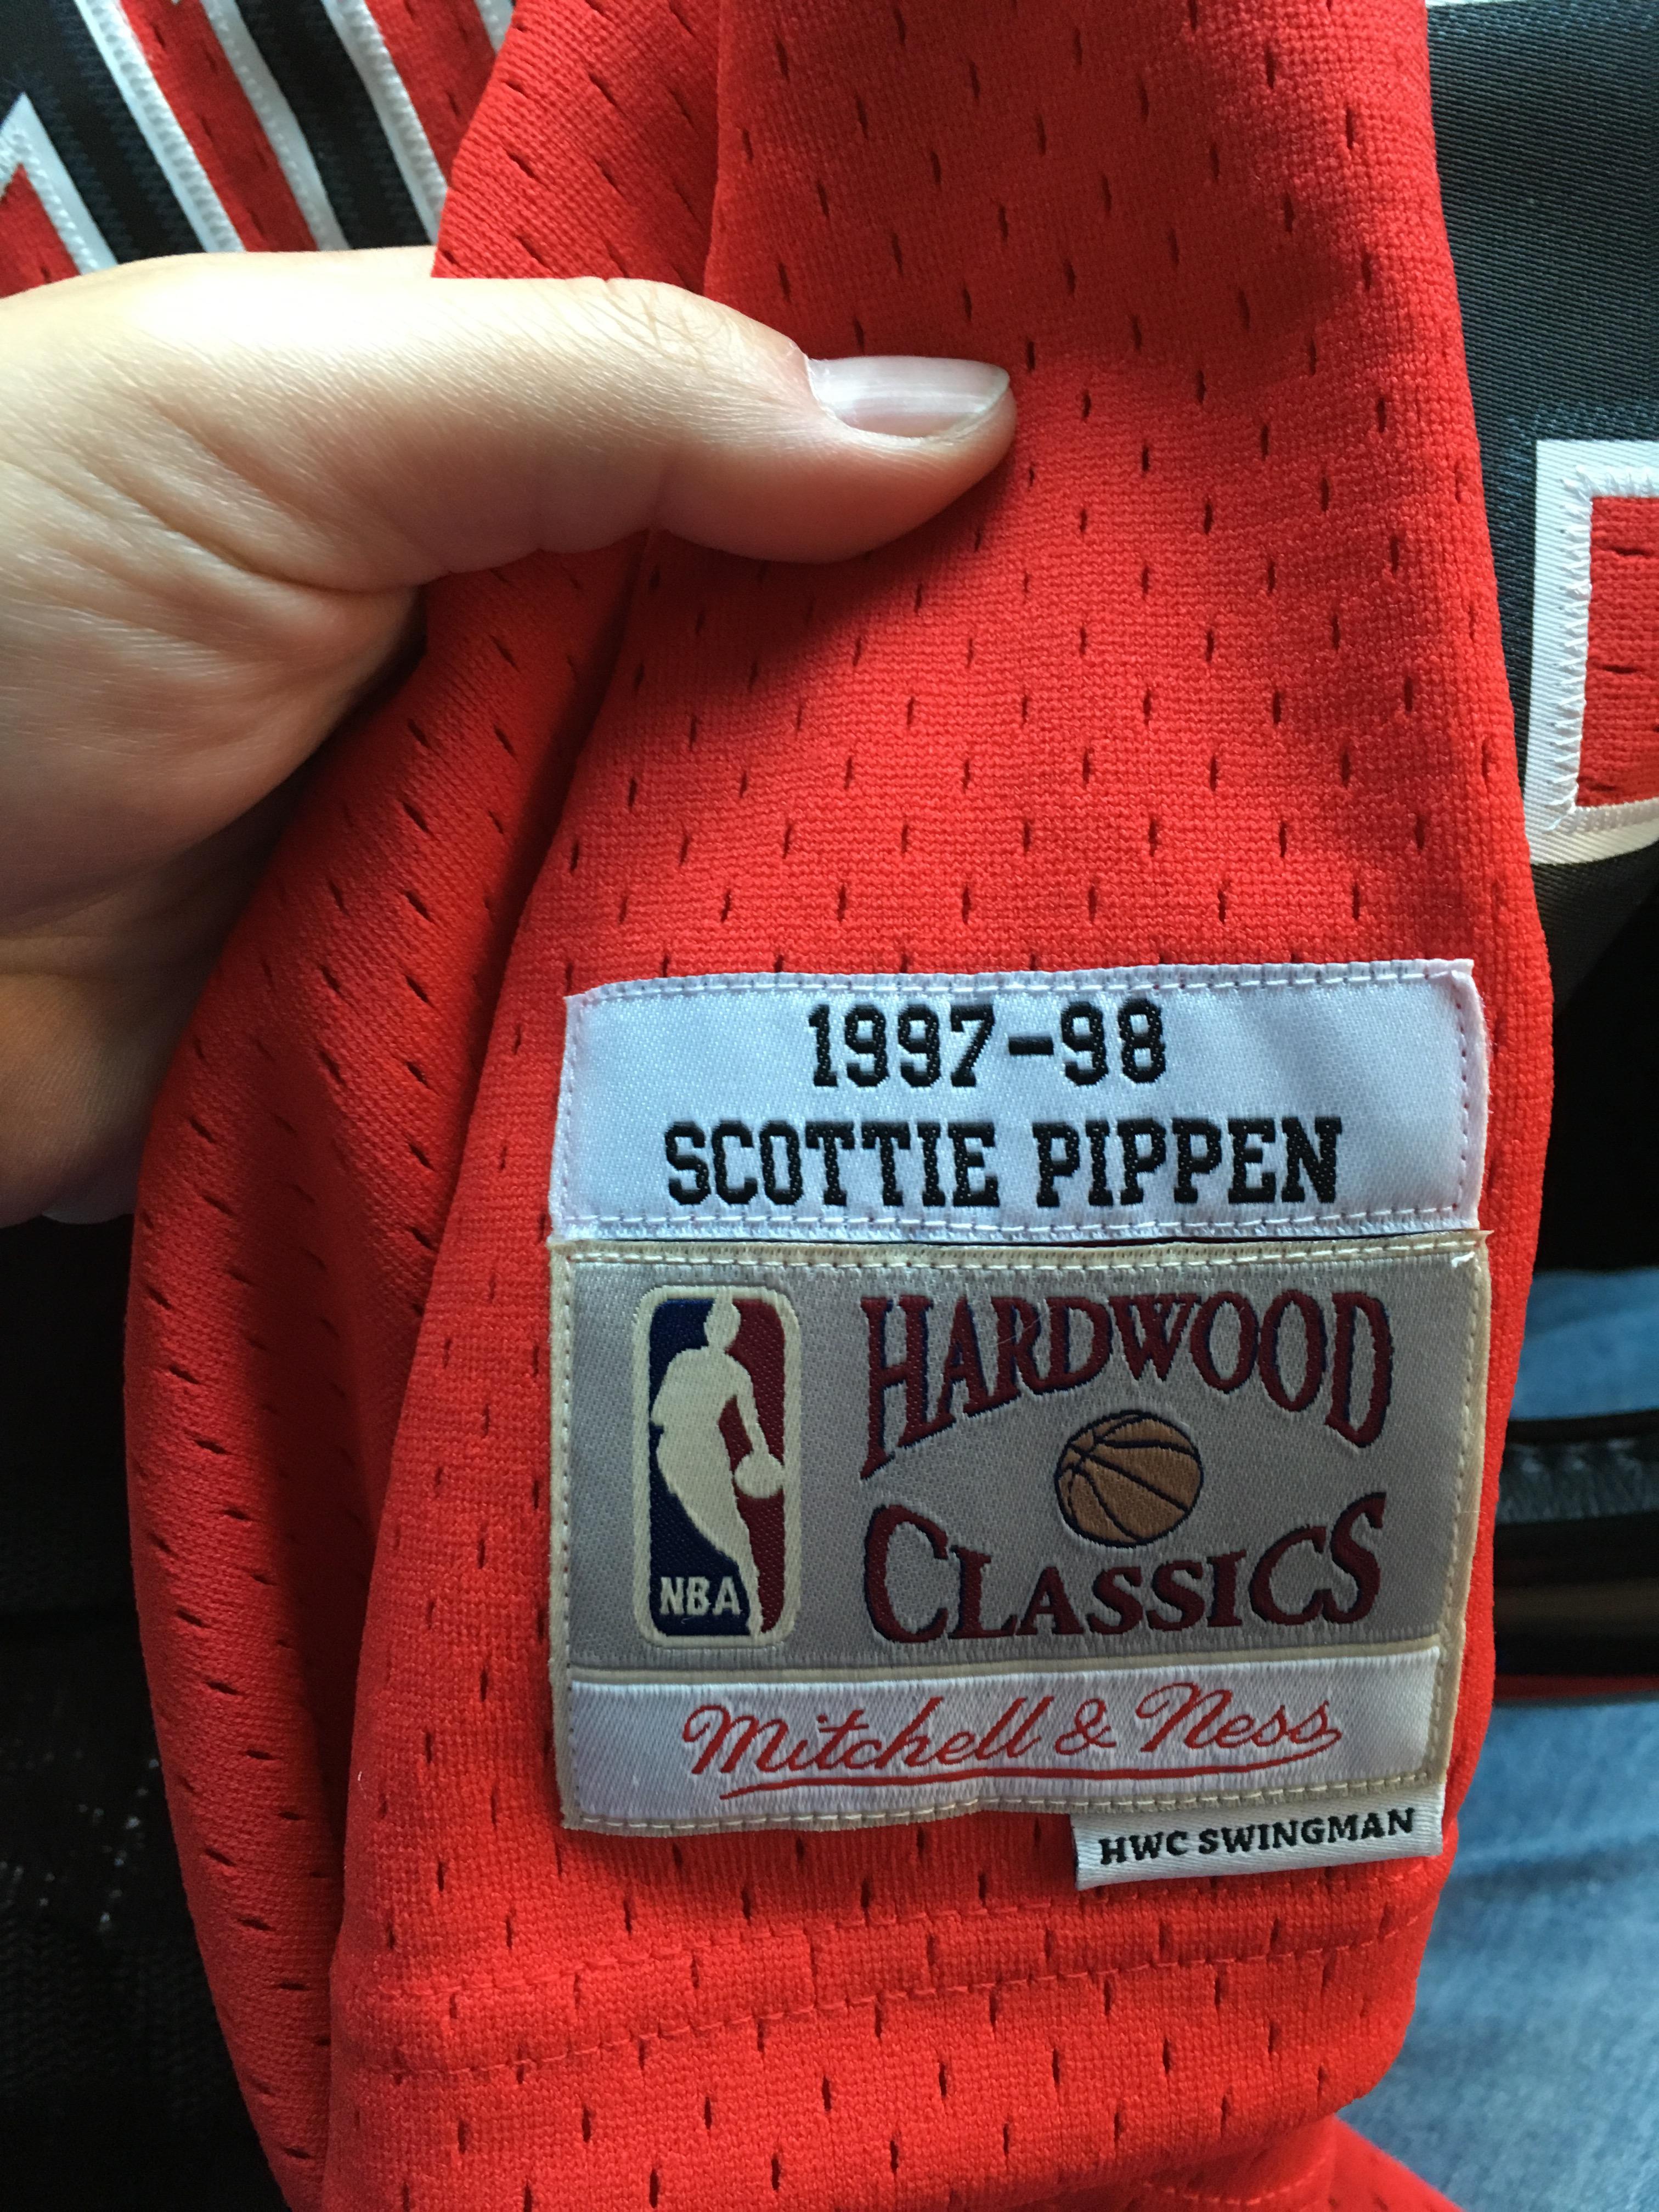 1997-98
SCOTTIE PIPPEN
HARDWOOD
CLASSICS
NBA
Mitchell & Ness
HWC SWINGMAN